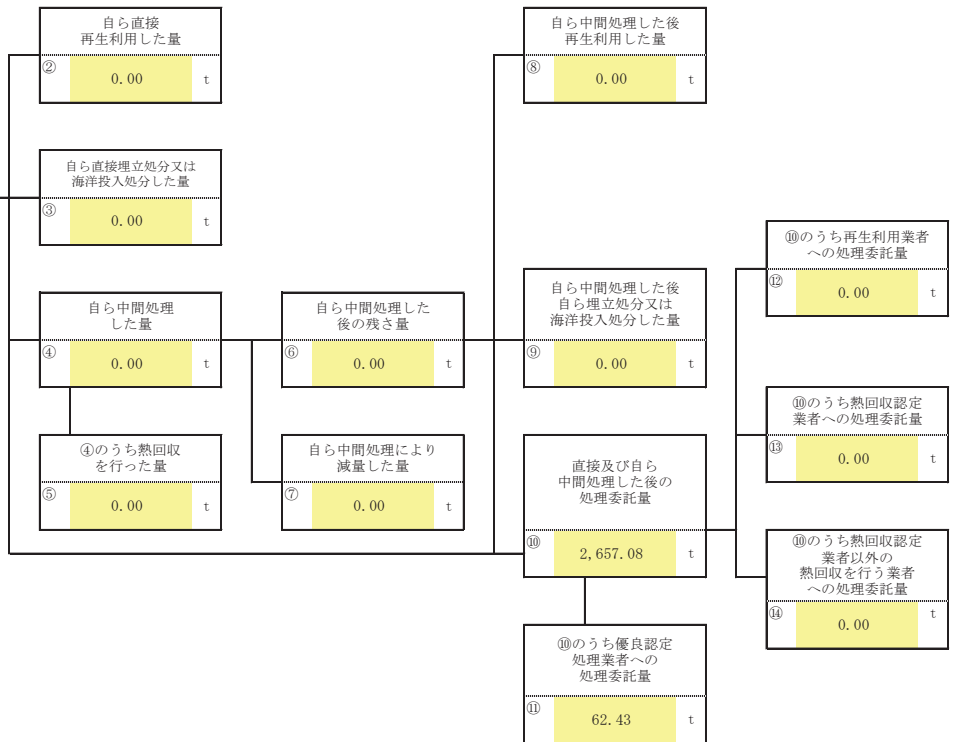 自ら直接
再生利用した量
② 0.00 t
自ら直接埋立処分又は
海洋投入処分した量
③ 0.00 t
自ら中間処理
した量
④ 0.00 t
④のうち熱回収
を行った量
⑤ 0.00 t
自ら中間処理した
後の残さ量
⑥ 0.00 t
自ら中間処理により
減量した量
⑦ 0.00 t
自ら中間処理した後
再生利用した量
⑧ 0.00 t
自ら中間処理した後
自ら埋立処分又は
海洋投入処分した量
⑨ 0.00 t
直接及び自ら
中間処理した後の
処理委託量
⑩ 2,657.08 t
⑩のうち優良認定
処理業者への
処理委託量
⑪ 62.43 t
⑩のうち再生利用業者
への処理委託量
⑫ 0.00 t
⑩のうち熱回収認定
業者への処理委託量
⑬ 0.00 t
⑩のうち熱回収認定
業者以外の
熱回収を行う業者
への処理委託量
⑭ 0.00 t